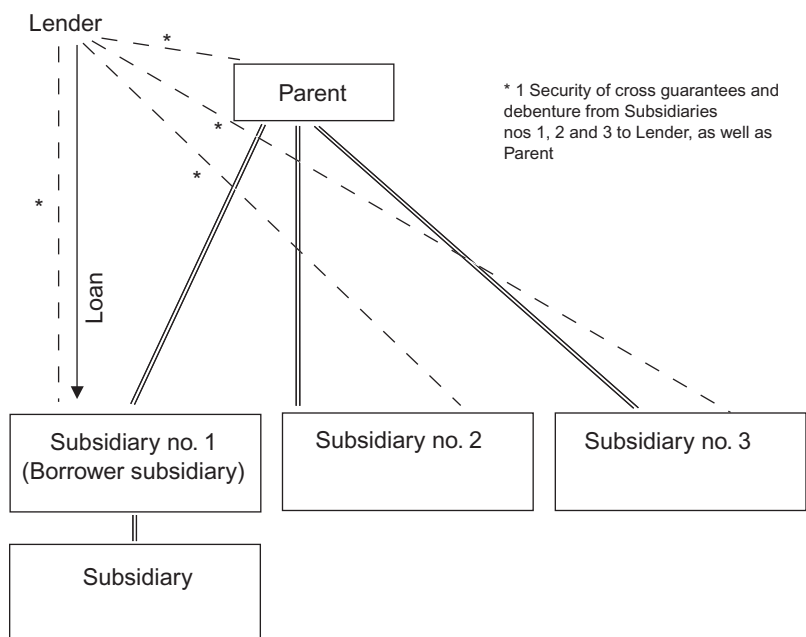 Lender
*
Parent
* 1 Security of cross guarantees and
debenture from Subsidiaries
nos 1, 2 and 3 to Lender, as well as
Parent
*
*
*
Loan
Subsidiary no. 1
(Borrower subsidiary)
Subsidiary no. 2
Subsidiary no. 3
Subsidiary